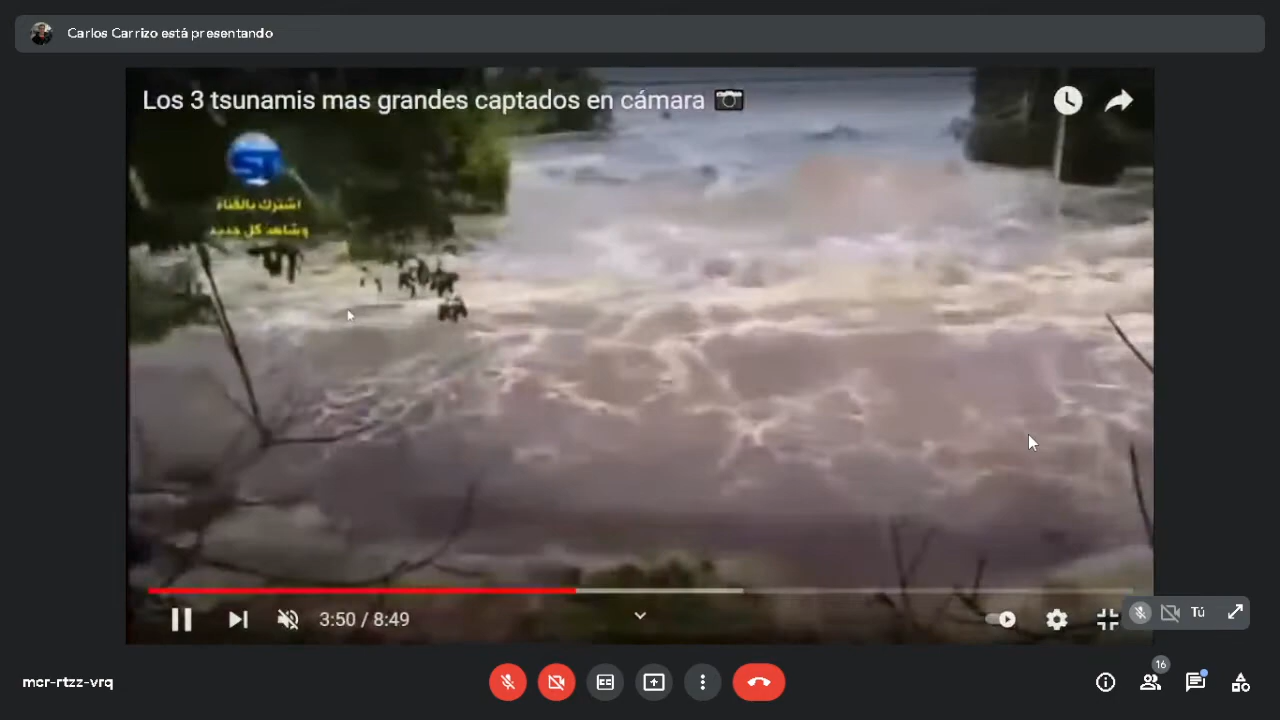 Carlos Carrizo está presentando
Los 3 tsunamis mas grandes captados en cámara
ST
اشترك بالقناة
وشاهد كل جديد
3:50 / 8:49
Tú
mcr-rtzz-vrq
16